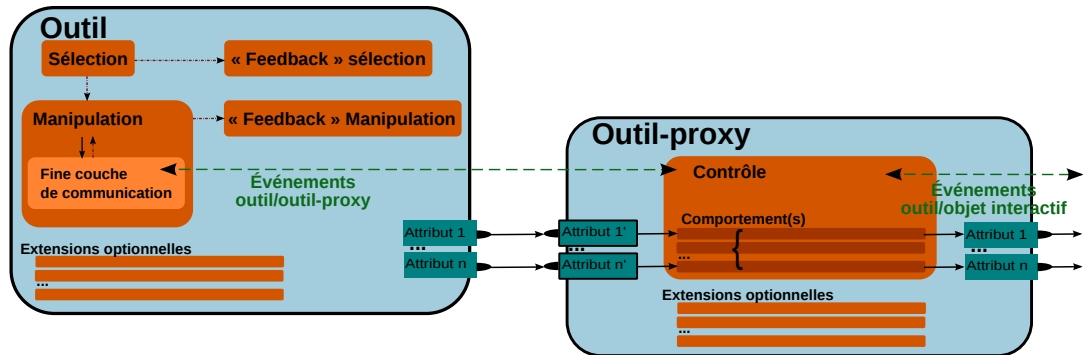 Outil
Sélection
« Feedback » sélection
Manipulation
« Feedback » Manipulation
Fine couche
de communication
Événements
outil/outil-proxy
Extensions optionnelles
...
Attribut 1
...
Attribut n
Outil-proxy
Contrôle
Événements
outil/objet interactif
Attribut 1'
...
Attribut n'
Comportement(s)
...
{
Attribut 1
...
Attribut n
Extensions optionnelles
...